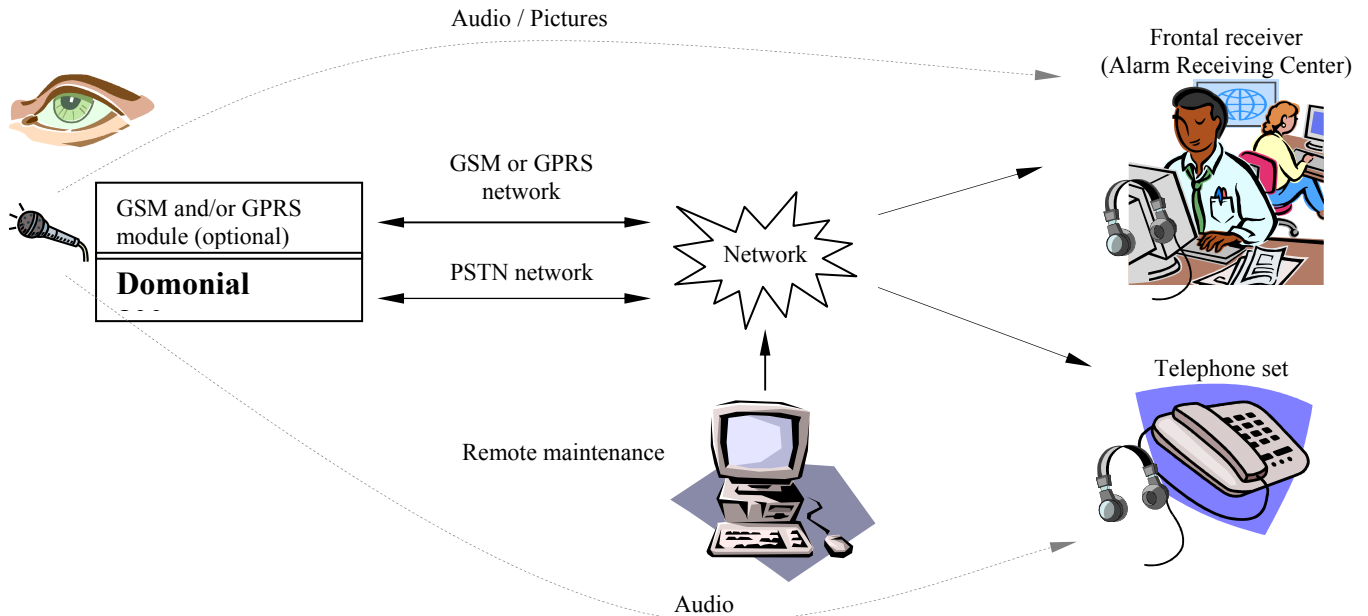 Audio / Pictures
Frontal receiver
(Alarm Receiving Center)
GSM or GPRS
network
GSM and/or GPRS
module (optional)
Domonial
PSTN network
Network
Telephone set
Remote maintenance
Audio